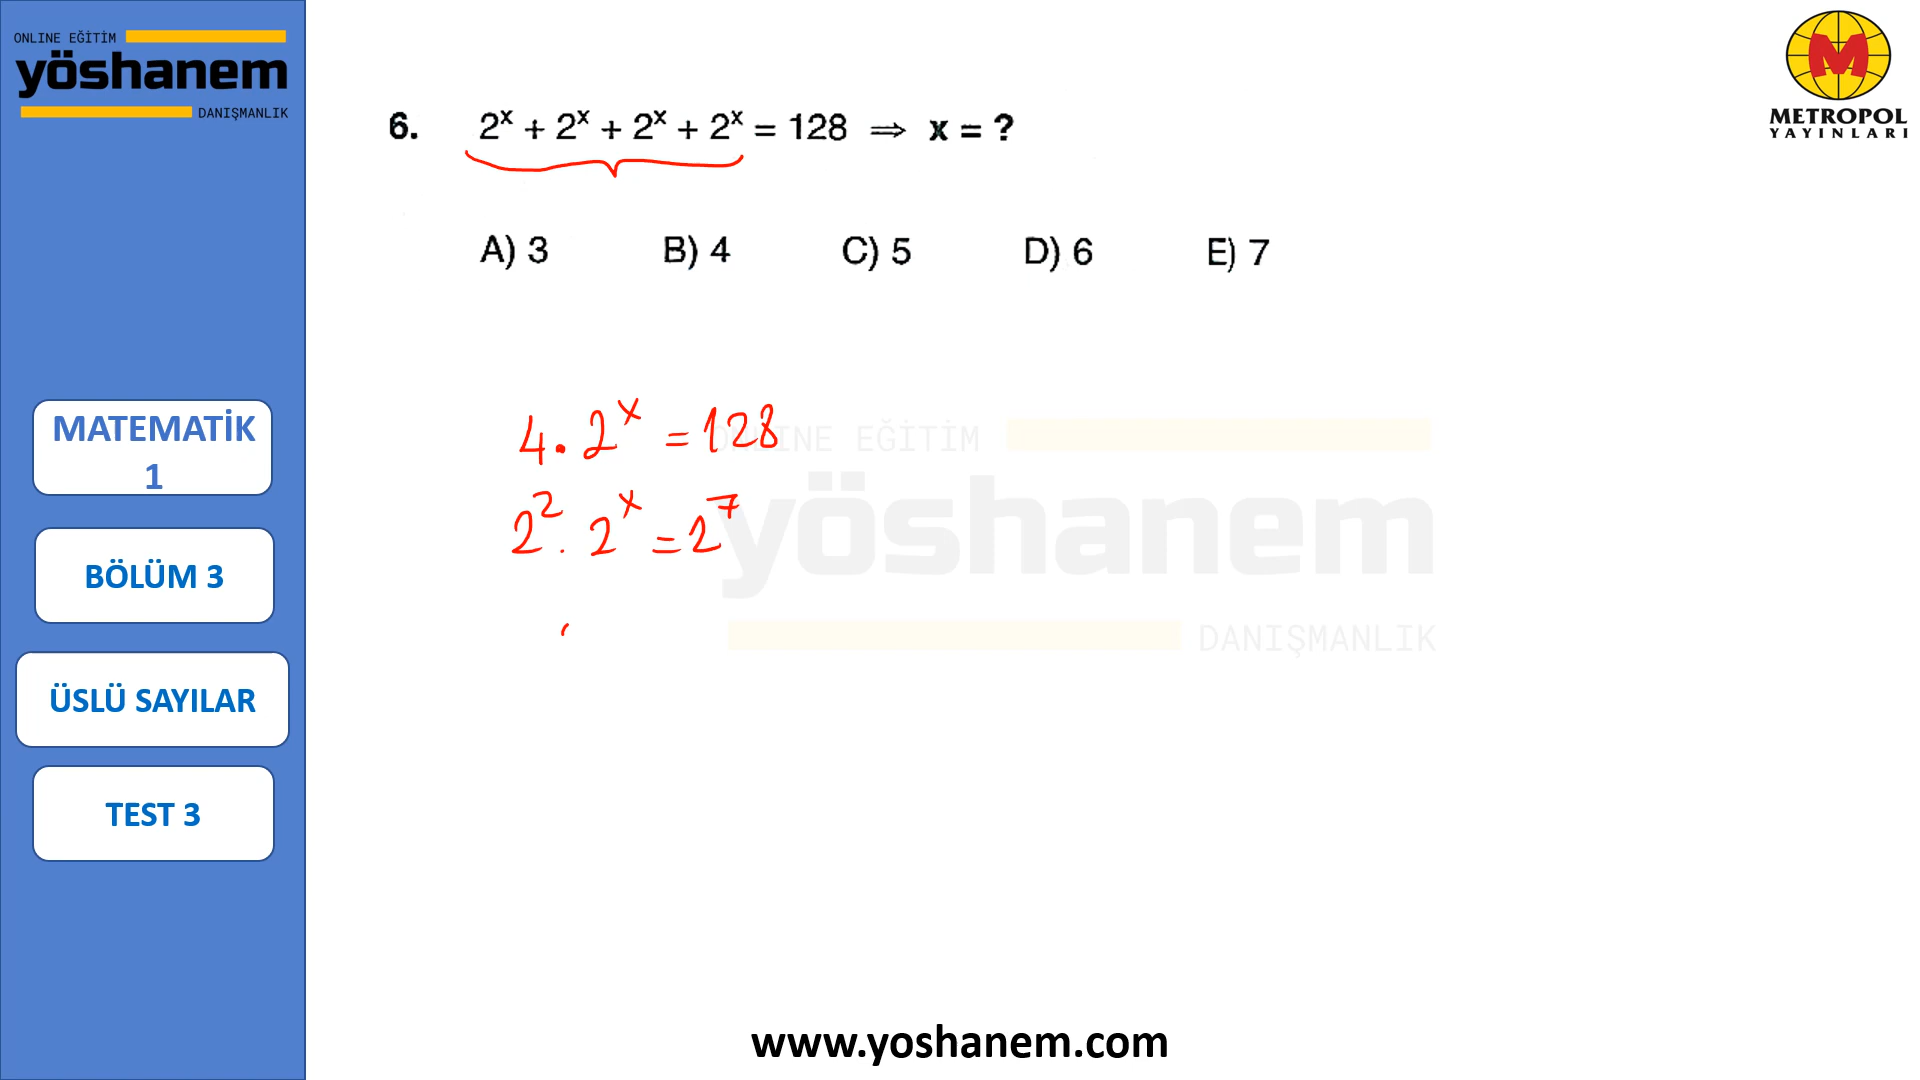 ONLINE EĞİTİM
yöshanem
DANIŞMANLIK
METROPOL
YAYINLARI
6. 2ˣ + 2ˣ + 2ˣ + 2ˣ = 128 ⇒ x = ?
A) 3 B) 4 C) 5 D) 6 E) 7
4 . 2ˣ = 128
2² . 2ˣ = 2⁷
ONLINE EĞİTİM
yöshanem
DANIŞMANLIK
MATEMATİK
1
BÖLÜM 3
ÜSLÜ SAYILAR
TEST 3
www.yoshanem.com